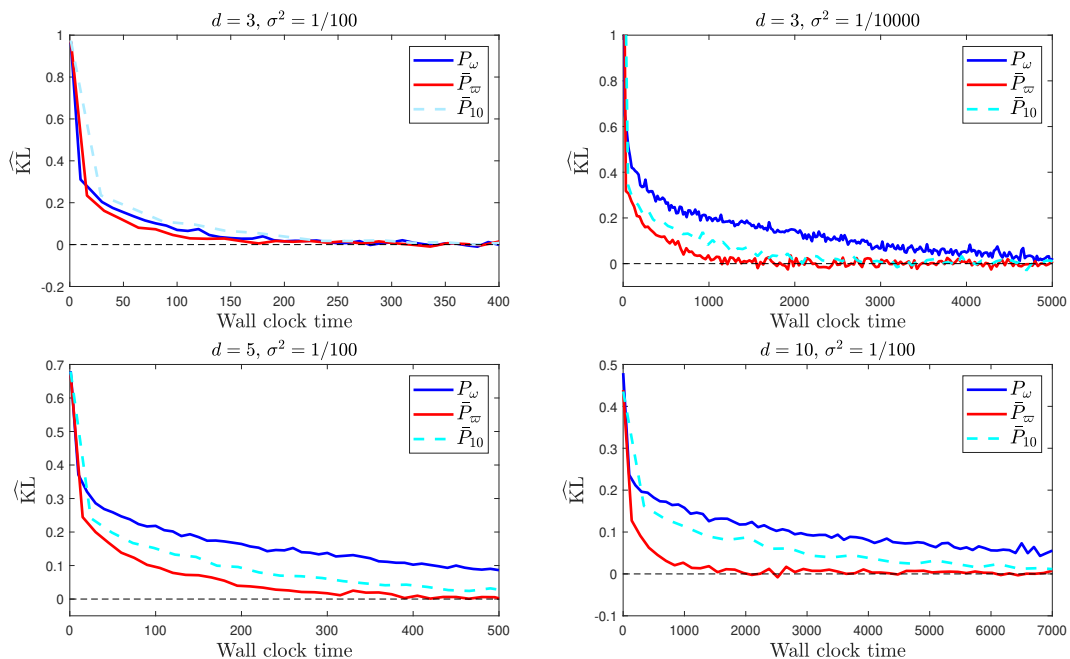 d = 3, σ² = 1/100
1
0.8
0.6
0.4
0.2
0
-0.2
K̂L
0 50 100 150 200 250 300 350 400
Wall clock time
P_ω
P̄_ϖ
P̄_10
d = 3, σ² = 1/10000
1
0.8
0.6
0.4
0.2
0
K̂L
0 1000 2000 3000 4000 5000
Wall clock time
P_ω
P̄_ϖ
P̄_10
d = 5, σ² = 1/100
0.7
0.6
0.5
0.4
0.3
0.2
0.1
0
K̂L
0 100 200 300 400 500
Wall clock time
P_ω
P̄_ϖ
P̄_10
d = 10, σ² = 1/100
0.5
0.4
0.3
0.2
0.1
0
-0.1
K̂L
0 1000 2000 3000 4000 5000 6000 7000
Wall clock time
P_ω
P̄_ϖ
P̄_10